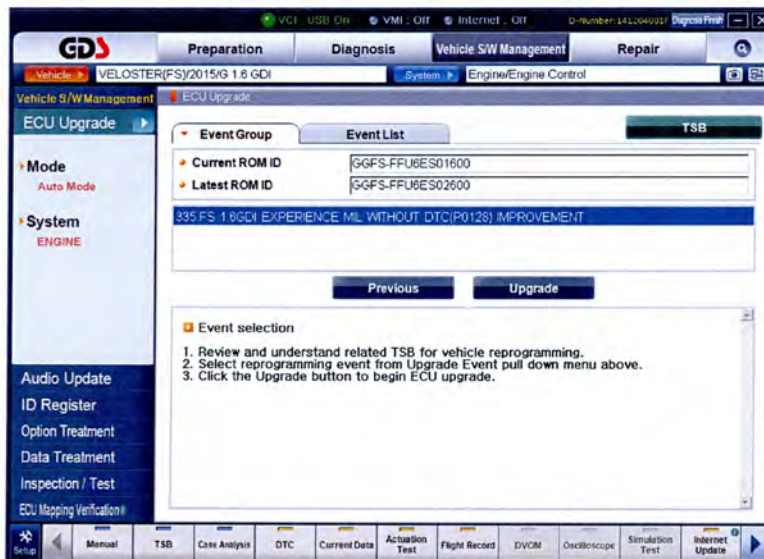 VCI : USB On VMI : Off Internet : Off D-Number:141204001F Diagnosis Finish
GDS Preparation Diagnosis Vehicle S/W Management Repair
Vehicle VELOSTER(FS)/2015/G 1.6 GDI System Engine/Engine Control
Vehicle S/W Management ECU Upgrade
ECU Upgrade
Event Group Event List TSB
Mode
Auto Mode
System
ENGINE
Current ROM ID GGFS-FFU6ES01600
Latest ROM ID GGFS-FFU6ES02600
335.FS 1.6GDI EXPERIENCE MIL WITHOUT DTC(P0128) IMPROVEMENT
Previous Upgrade
Event selection
1. Review and understand related TSB for vehicle reprogramming.
2. Select reprogramming event from Upgrade Event pull down menu above.
3. Click the Upgrade button to begin ECU upgrade.
Audio Update
ID Register
Option Treatment
Data Treatment
Inspection / Test
ECU Mapping Verification
Setup Manual TSB Case Analysis DTC Current Data Actuation Test Flight Record DVOM Oscilloscope Simulation Test Internet Update